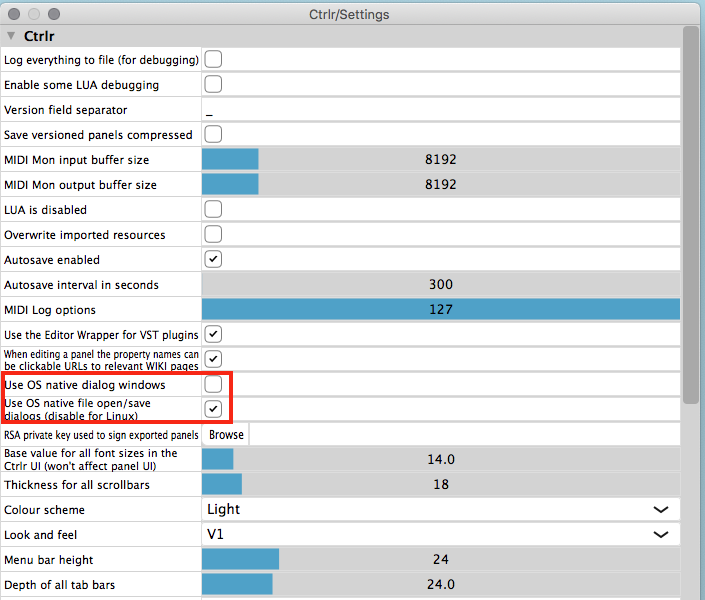 Ctrlr/Settings
Ctrlr
Log everything to file (for debugging)
Enable some LUA debugging
Version field separator
_
Save versioned panels compressed
MIDI Mon input buffer size
8192
MIDI Mon output buffer size
8192
LUA is disabled
Overwrite imported resources
Autosave enabled
Autosave interval in seconds
300
MIDI Log options
127
Use the Editor Wrapper for VST plugins
When editing a panel the property names can
be clickable URLs to relevant WIKI pages
Use OS native dialog windows
Use OS native file open/save
dialogs (disable for Linux)
RSA private key used to sign exported panels
Browse
Base value for all font sizes in the
Ctrlr UI (won't affect panel UI)
14.0
Thickness for all scrollbars
18
Colour scheme
Light
Look and feel
V1
Menu bar height
24
Depth of all tab bars
24.0